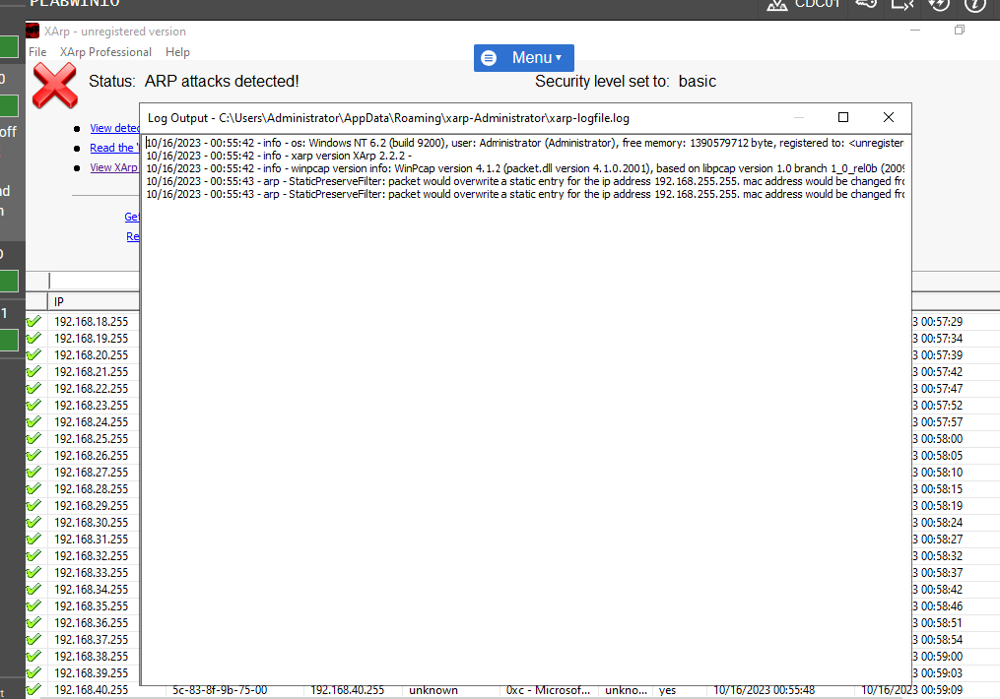 PLABWIN10
CDC01
XArp - unregistered version
File XArp Professional Help
Menu
Status: ARP attacks detected!
Security level set to: basic
off
nd
n
0
1
View detec
Read the '
View XArp
Get
Re
Log Output - C:\Users\Administrator\AppData\Roaming\xarp-Administrator\xarp-logfile.log
10/16/2023 - 00:55:42 - info - os: Windows NT 6.2 (build 9200), user: Administrator (Administrator), free memory: 1390579712 byte, registered to: <unregister
10/16/2023 - 00:55:42 - info - xarp version XArp 2.2.2 -
10/16/2023 - 00:55:42 - info - winpcap version info: WinPcap version 4.1.2 (packet.dll version 4.1.0.2001), based on libpcap version 1.0 branch 1_0_rel0b (2009
10/16/2023 - 00:55:43 - arp - StaticPreserveFilter: packet would overwrite a static entry for the ip address 192.168.255.255. mac address would be changed fro
10/16/2023 - 00:55:43 - arp - StaticPreserveFilter: packet would overwrite a static entry for the ip address 192.168.255.255. mac address would be changed fro
IP
192.168.18.255 3 00:57:29
192.168.19.255 3 00:57:34
192.168.20.255 3 00:57:39
192.168.21.255 3 00:57:42
192.168.22.255 3 00:57:47
192.168.23.255 3 00:57:52
192.168.24.255 3 00:57:57
192.168.25.255 3 00:58:00
192.168.26.255 3 00:58:05
192.168.27.255 3 00:58:10
192.168.28.255 3 00:58:15
192.168.29.255 3 00:58:19
192.168.30.255 3 00:58:24
192.168.31.255 3 00:58:27
192.168.32.255 3 00:58:32
192.168.33.255 3 00:58:37
192.168.34.255 3 00:58:42
192.168.35.255 3 00:58:46
192.168.36.255 3 00:58:51
192.168.37.255 3 00:58:54
192.168.38.255 3 00:59:00
192.168.39.255 3 00:59:03
192.168.40.255 5c-83-8f-9b-75-00 192.168.40.255 unknown 0xc - Microsof... unkno... yes 10/16/2023 00:55:48 10/16/2023 00:59:09